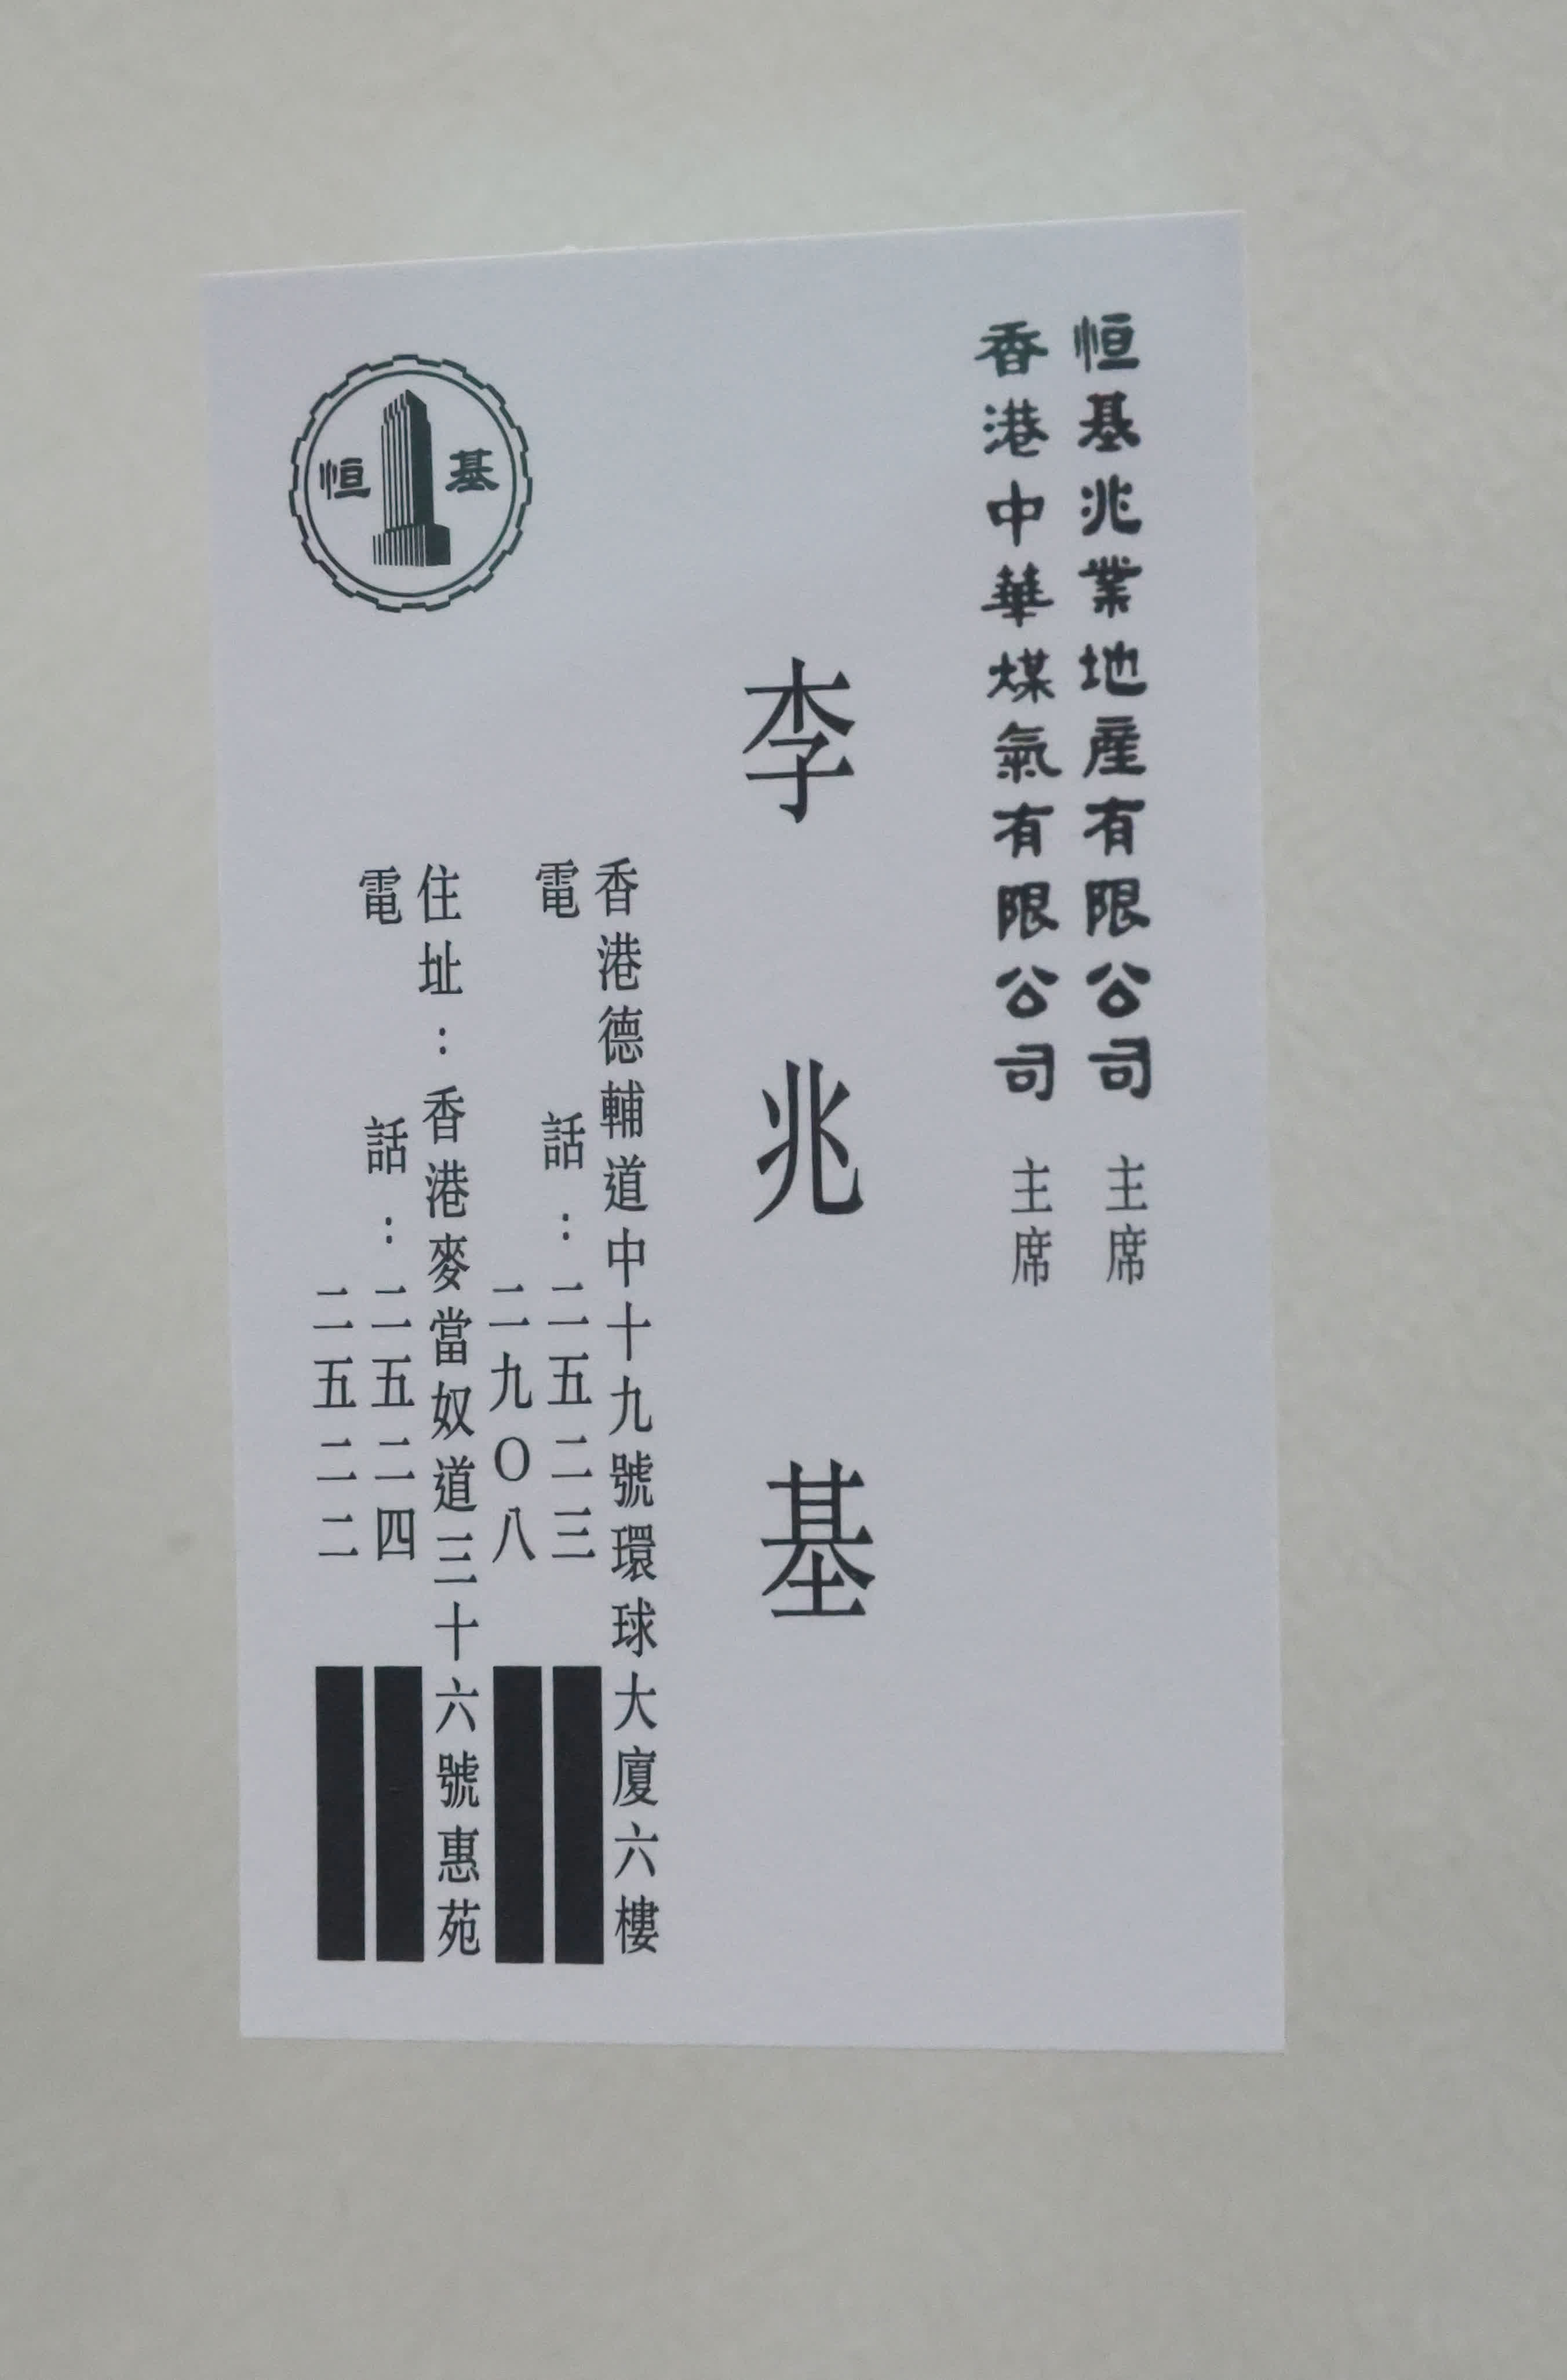 恒基兆業地產有限公司 主席
香港中華煤氣有限公司 主席
李兆基
香港德輔道中十九號環球大廈六樓
電話：二五二三
二九〇八
住址：香港麥當奴道三十六號惠苑
電話：二五二四
二五二二
恒基